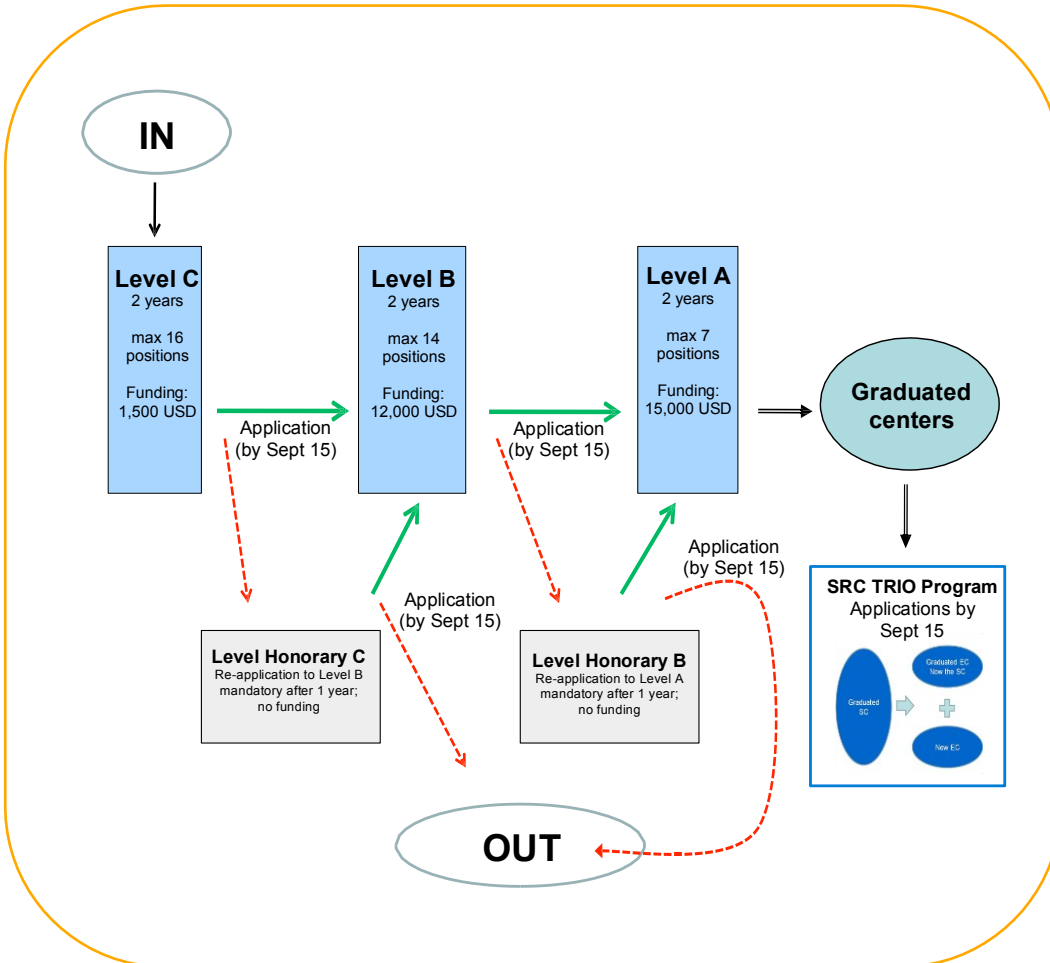 IN
Level C
2 years
max 16
positions
Funding:
1,500 USD
Application
(by Sept 15)
Level B
2 years
max 14
positions
Funding:
12,000 USD
Application
(by Sept 15)
Level A
2 years
max 7
positions
Funding:
15,000 USD
Graduated
centers
Level Honorary C
Re-application to Level B
mandatory after 1 year;
no funding
Application
(by Sept 15)
Level Honorary B
Re-application to Level A
mandatory after 1 year;
no funding
Application
(by Sept 15)
SRC TRIO Program
Applications by
Sept 15
Graduated
SC
Graduated EC
Now the SC
New EC
OUT